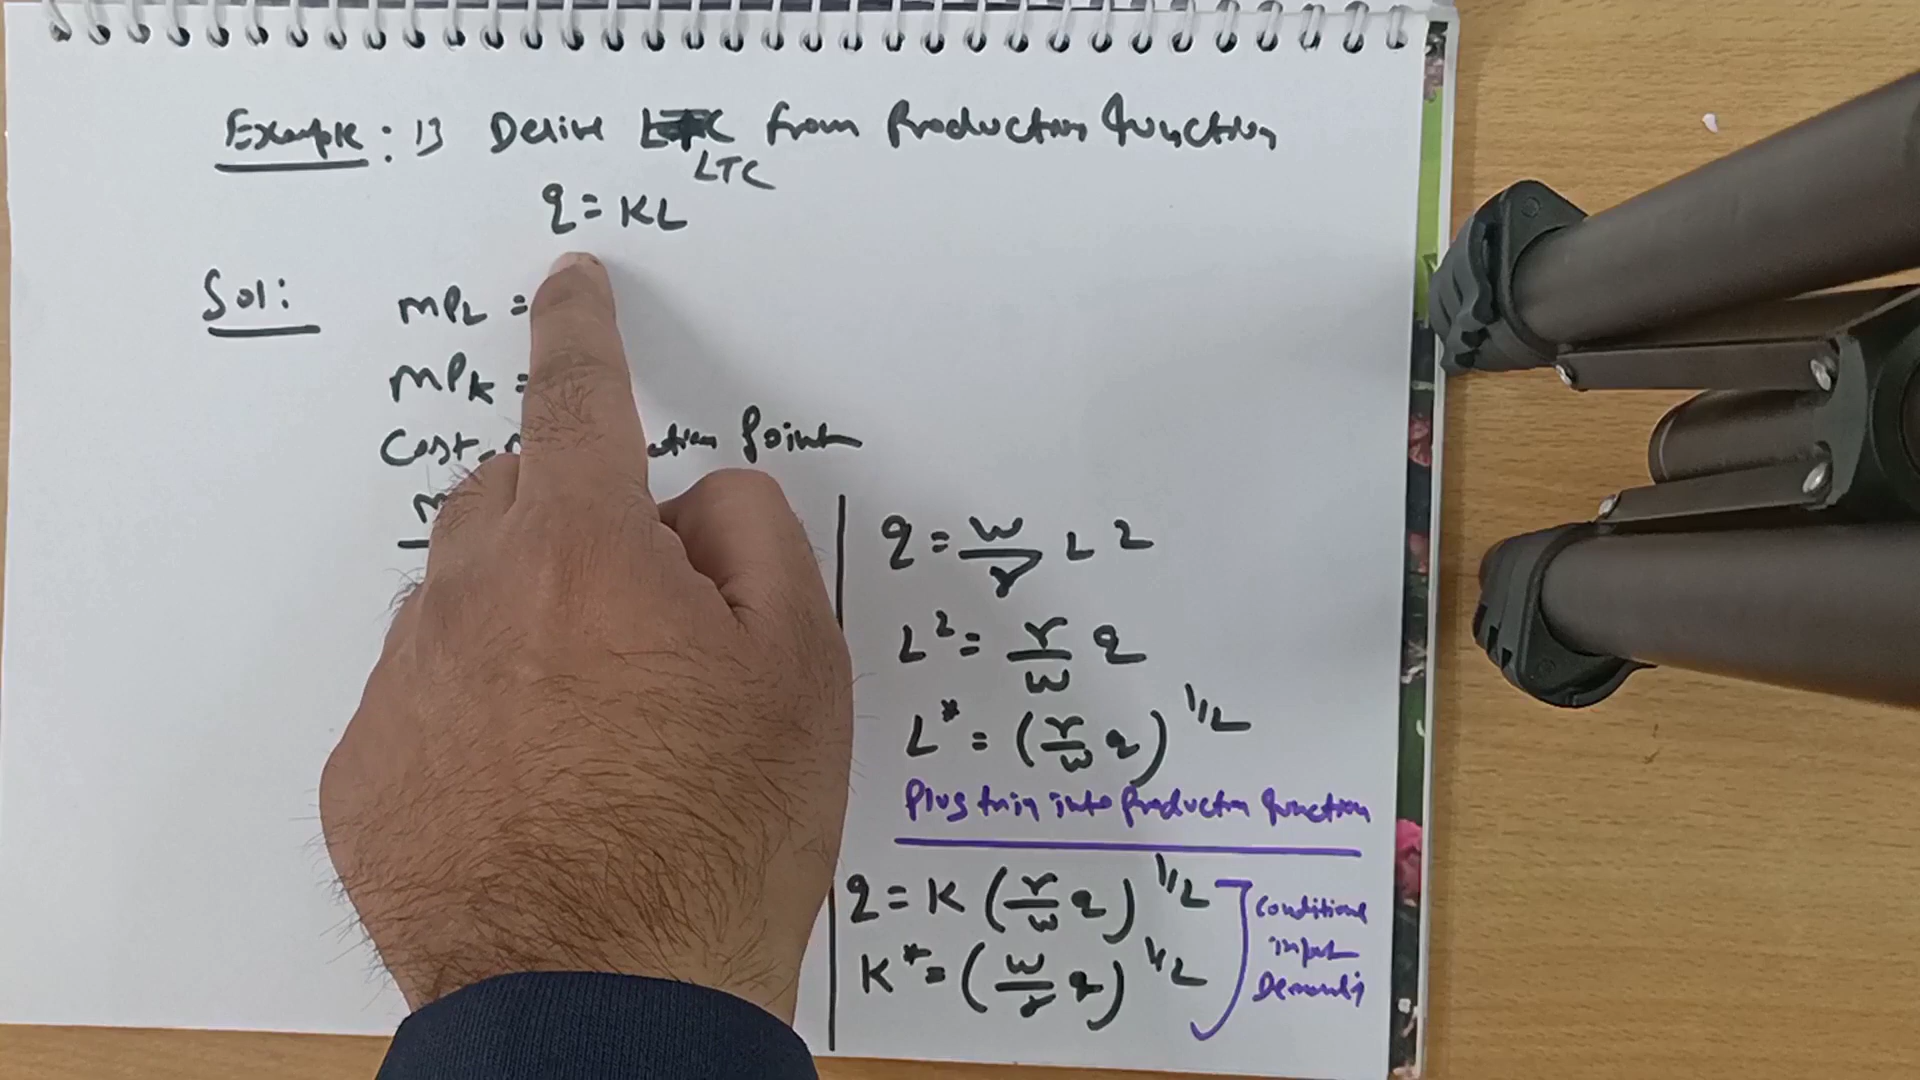 Example: 13 Derive LTC from Production function
q = KL
Sol:
MPL =
MPK =
Cost
Point
q = w/r L2
L2 = r/w q
L* = (r/w q)1/2
Plug this into production function
q = K (r/w q)1/2
K* = (w/r q)1/2
Conditional
input
Demands